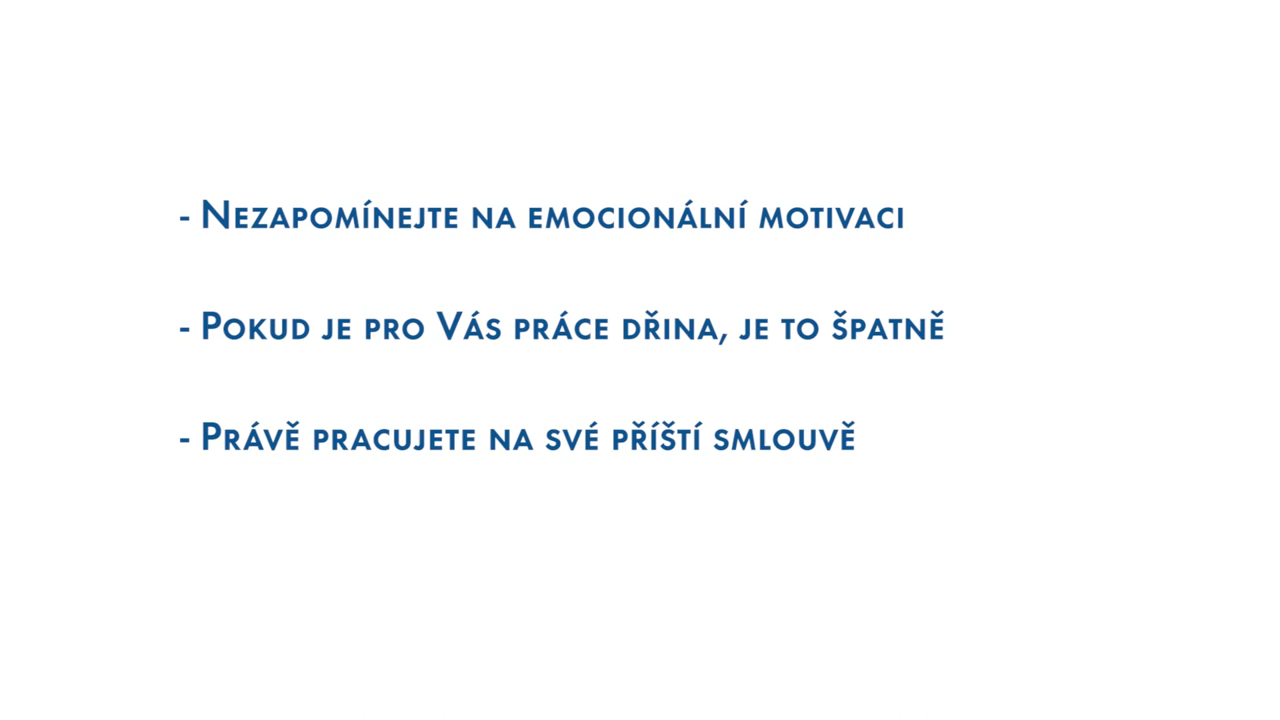 - Nezapomínejte na emocionální motivaci
- Pokud je pro Vás práce dřina, je to špatně
- Právě pracujete na své příští smlouvě